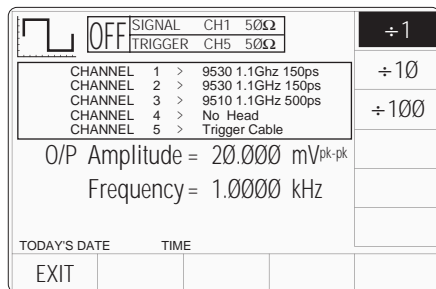 OFF SIGNAL CH1 50Ω
TRIGGER CH5 50Ω
÷1
÷10
÷100
CHANNEL 1 > 9530 1.1Ghz 150ps
CHANNEL 2 > 9530 1.1Hz 150ps
CHANNEL 3 > 9510 1.1GHz 500ps
CHANNEL 4 > No Head
CHANNEL 5 > Trigger Cable
O/P Amplitude = 20.000 mVpk-pk
Frequency = 1.0000 kHz
TODAY'S DATE TIME
EXIT